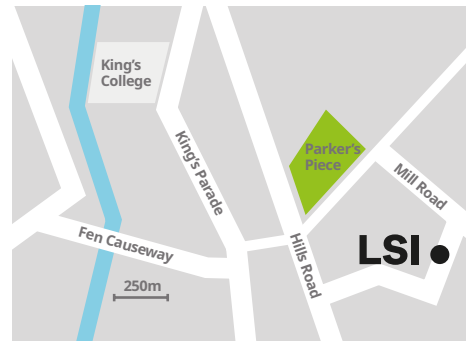 King's
College
King's Parade
Parker's
Piece
Mill Road
Fen Causeway
Hills Road
LSI
250m